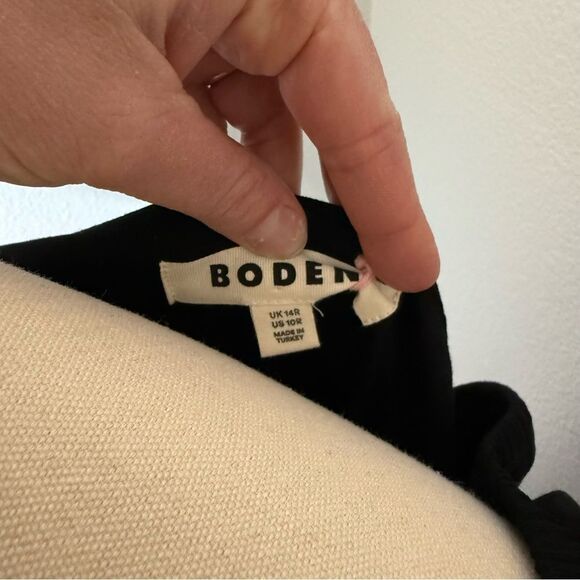 BODEN
UK 14R
US 10R
MADE IN
TURKEY